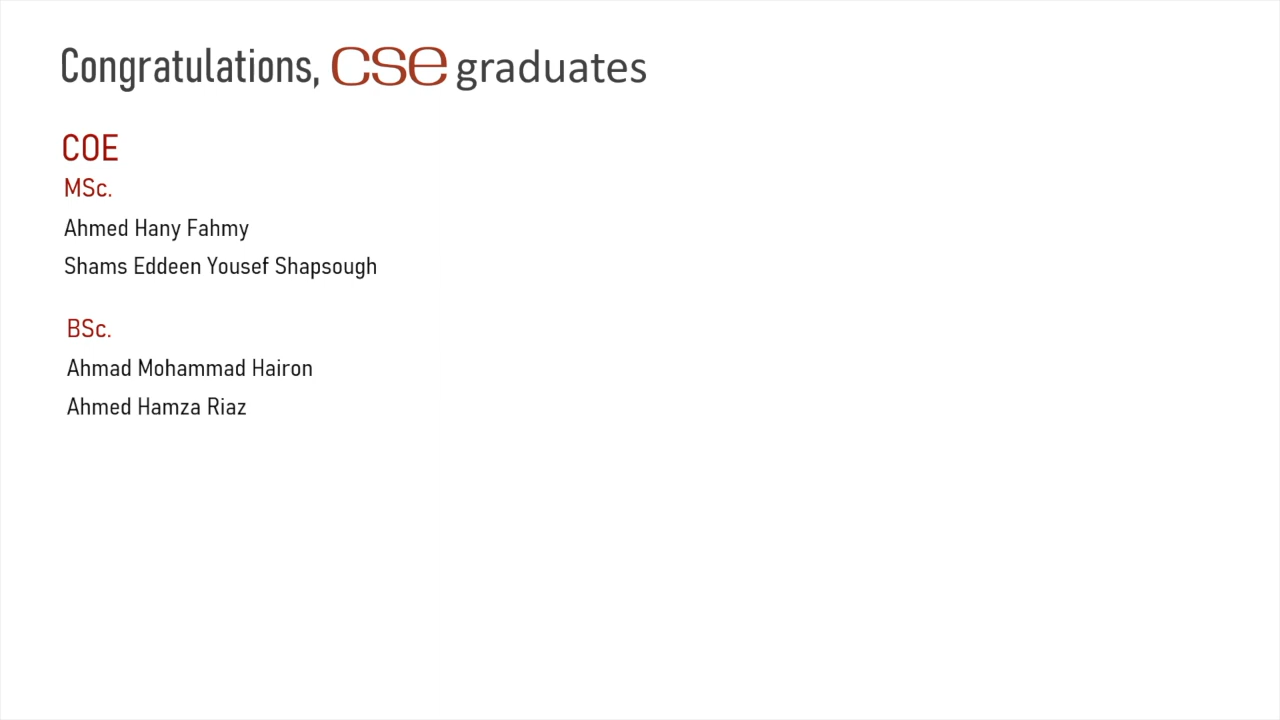 Congratulations, cse graduates
COE
MSc.
Ahmed Hany Fahmy
Shams Eddeen Yousef Shapsough
BSc.
Ahmad Mohammad Hairon
Ahmed Hamza Riaz